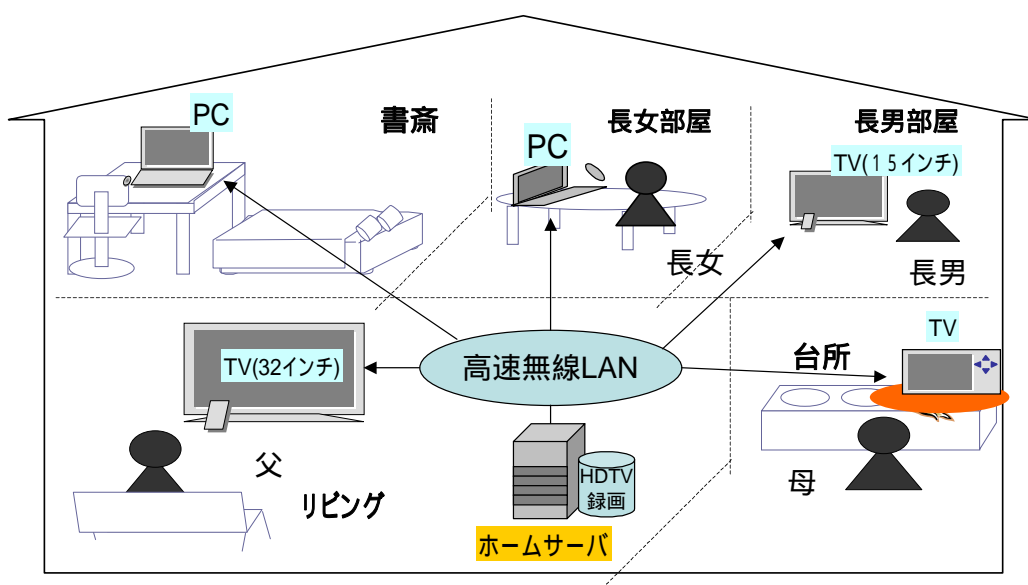 PC
書斎
PC
長女部屋
長男部屋
TV(15インチ)
長女
長男
TV(32インチ)
高速無線LAN
台所
TV
父
リビング
HDTV
録画
ホームサーバ
母